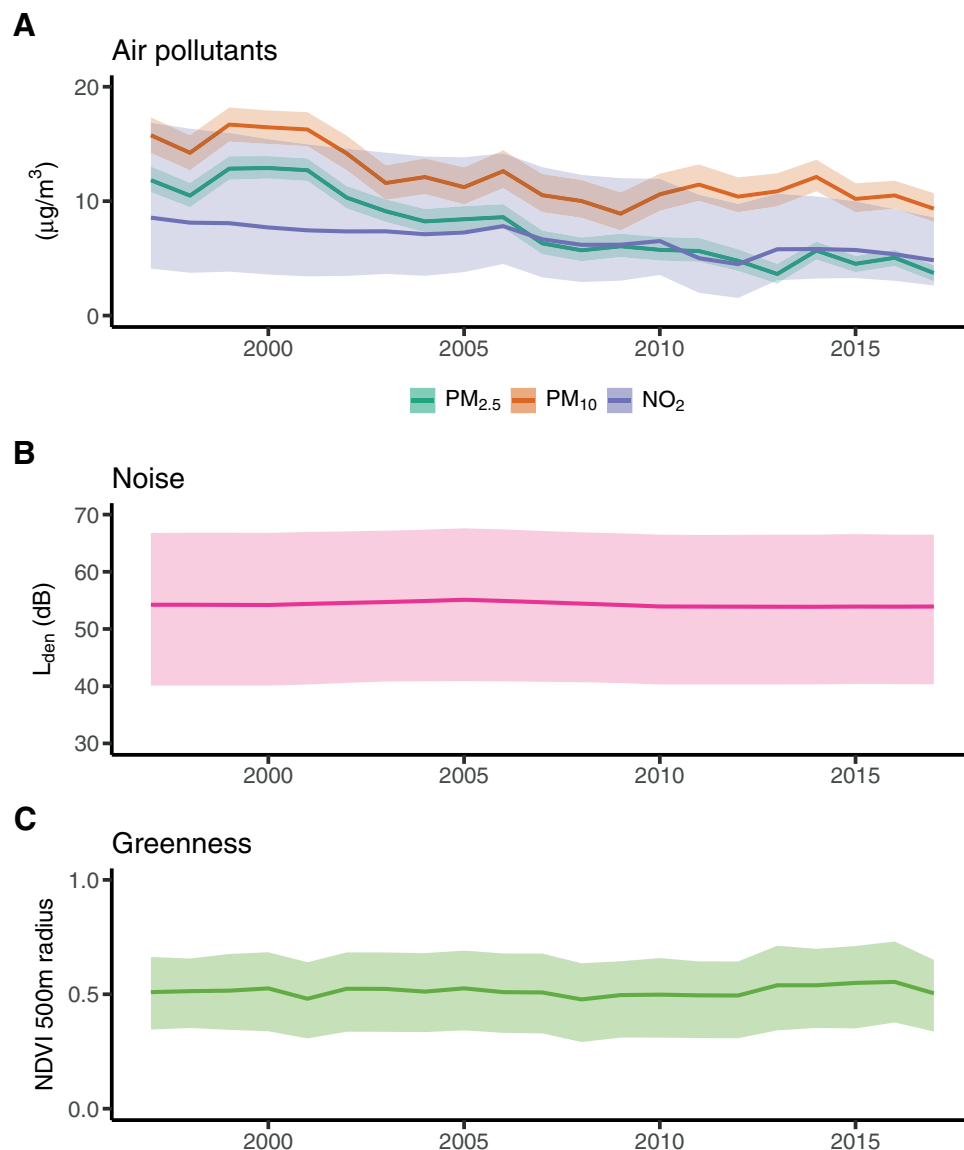 A
Air pollutants
20
10
0
(µg/m³)
2000 2005 2010 2015
PM₂.₅ PM₁₀ NO₂
B
Noise
70
60
50
40
30
Lden (dB)
2000 2005 2010 2015
C
Greenness
1.0
0.5
0.0
NDVI 500m radius
2000 2005 2010 2015